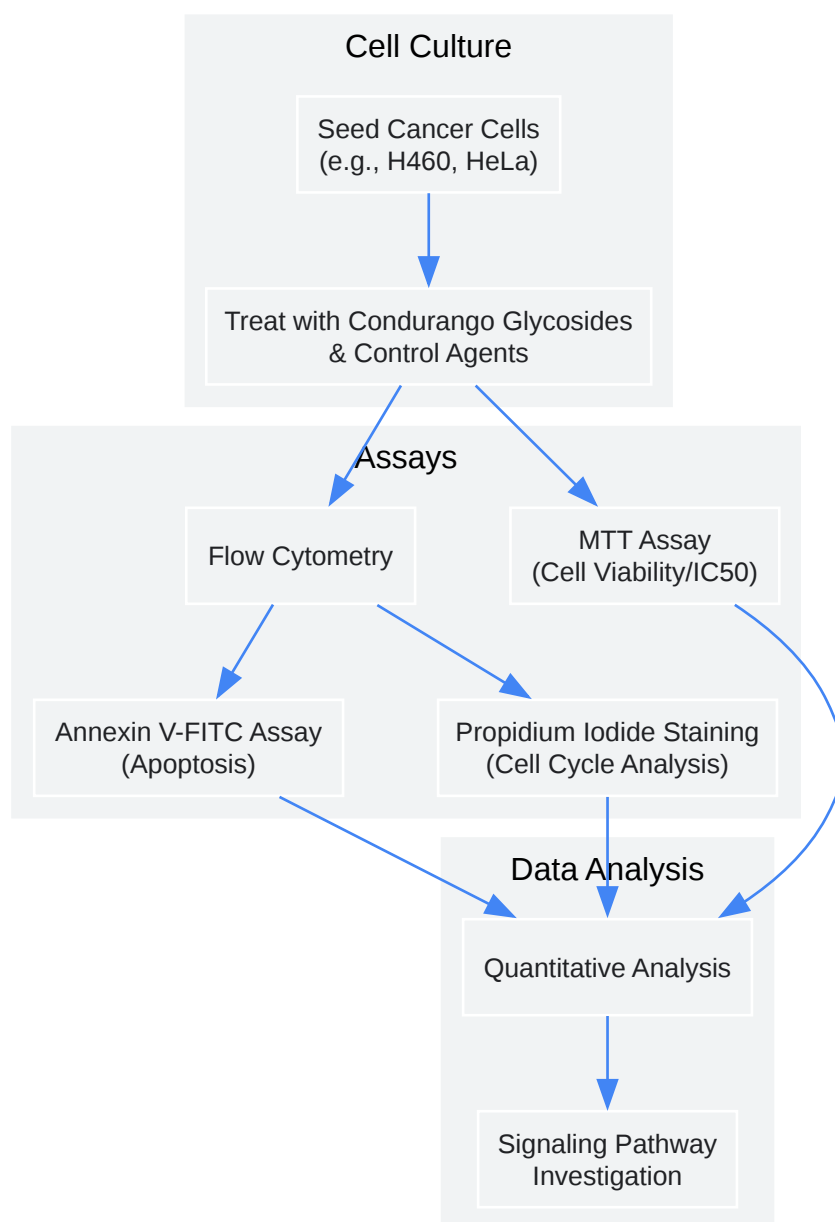 Cell Culture
Seed Cancer Cells
(e.g., H460, HeLa)
Treat with Condurango Glycosides
& Control Agents
Assays
Flow Cytometry
MTT Assay
(Cell Viability/IC50)
Annexin V-FITC Assay
(Apoptosis)
Propidium Iodide Staining
(Cell Cycle Analysis)
Data Analysis
Quantitative Analysis
Signaling Pathway
Investigation